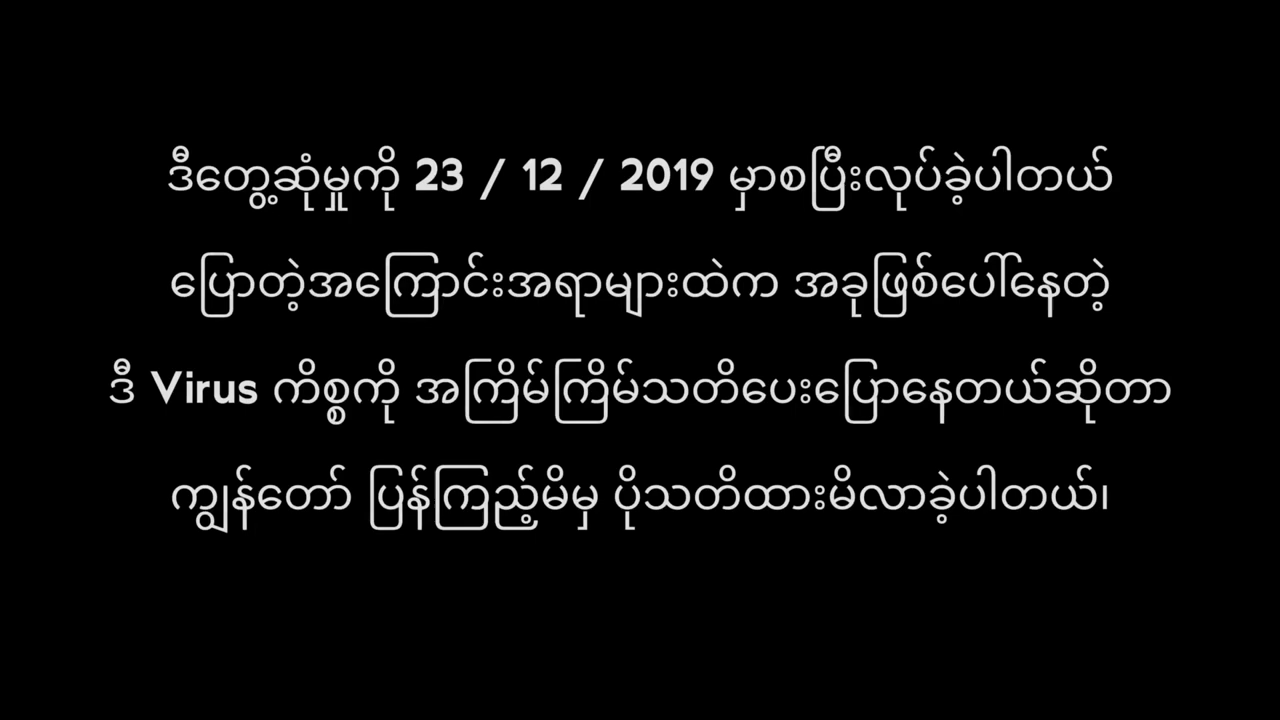 ဒီတွေ့ဆုံမှုကို 23 / 12 / 2019 မှာစပြီးလုပ်ခဲ့ပါတယ်
ပြောတဲ့အကြောင်းအရာများထဲက အခုဖြစ်ပေါ်နေတဲ့
ဒီ Virus ကိစ္စကို အကြိမ်ကြိမ်သတိပေးပြောနေတယ်ဆိုတာ
ကျွန်တော် ပြန်ကြည့်မိမှ ပိုသတိထားမိလာခဲ့ပါတယ်၊